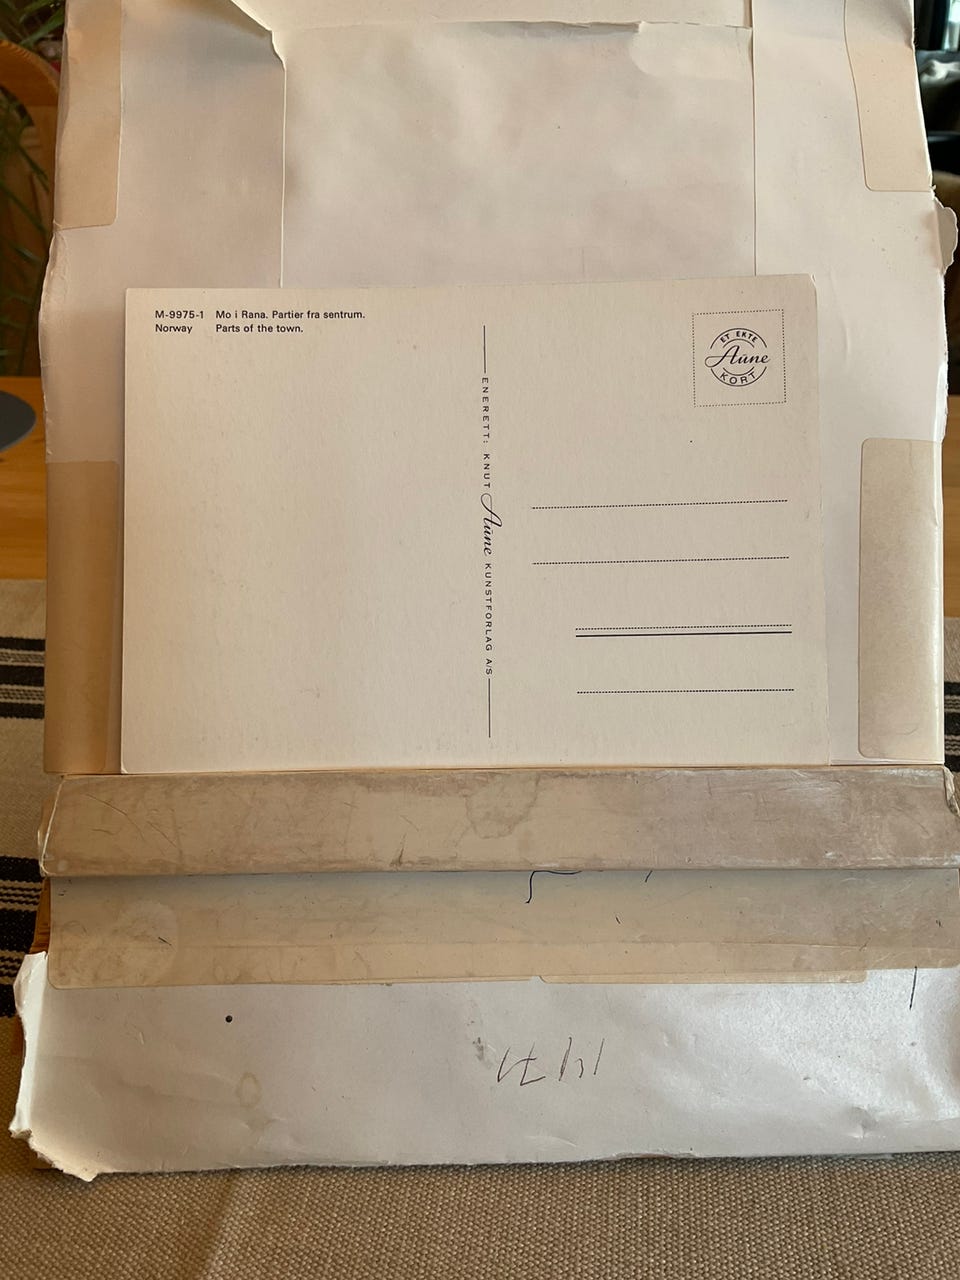 M-9975-1 Mo i Rana. Partier fra sentrum.
Norway Parts of the town.
ET EKTE
Aune
KORT
ENERETT: KNUT Aune KUNSTFORLAG A/S